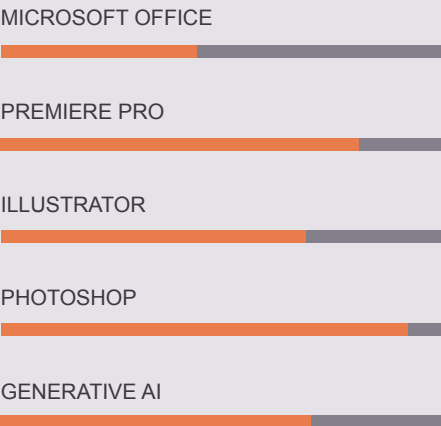 MICROSOFT OFFICE
PREMIERE PRO
ILLUSTRATOR
PHOTOSHOP
GENERATIVE AI